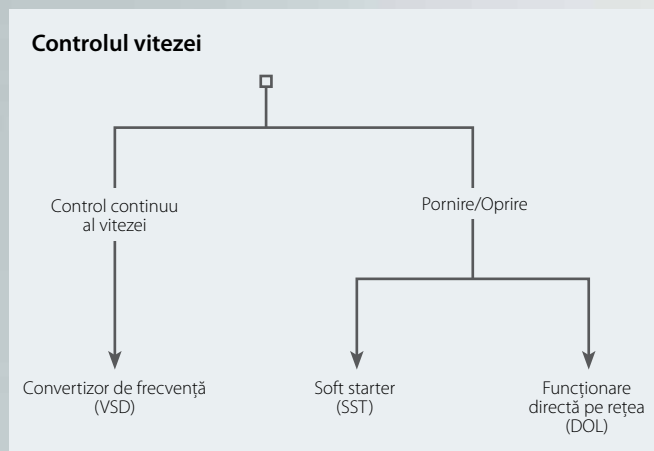 Controlul vitezei
Control continuu
al vitezei
Pornire/Oprire
Convertizor de frecvență
(VSD)
Soft starter
(SST)
Funcționare
directă pe rețea
(DOL)